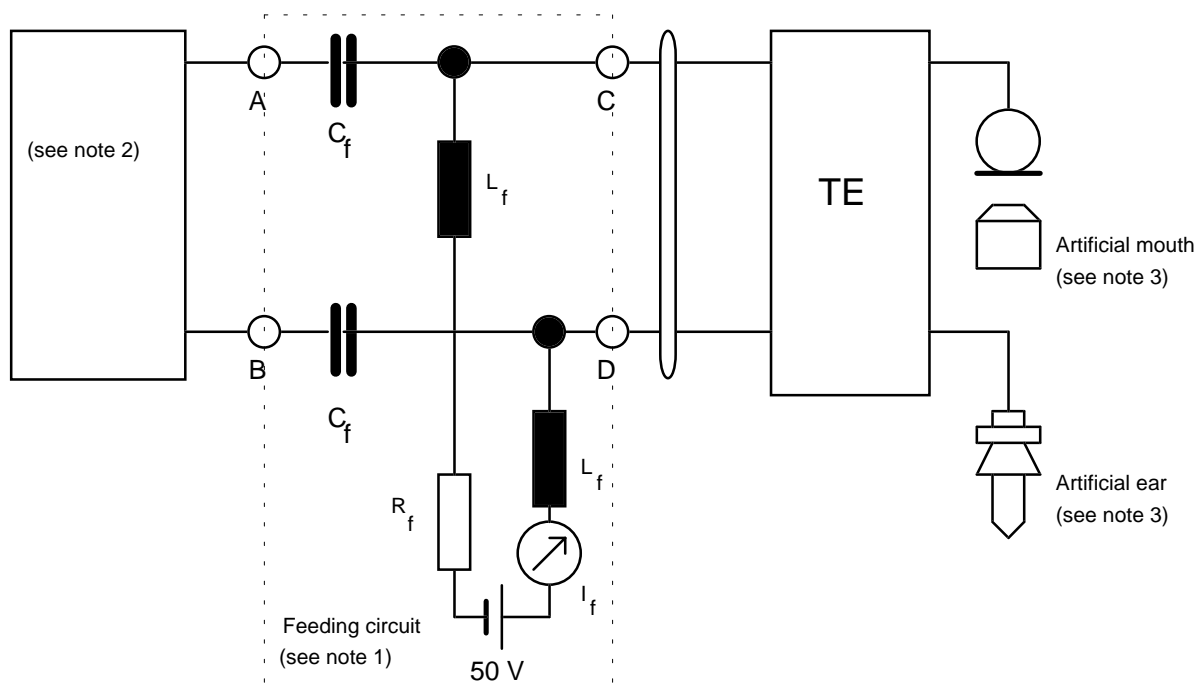 A
C
f
C
(see note 2)
L
f
TE
Artificial mouth
(see note 3)
B
C
f
D
L
f
R
f
Artificial ear
(see note 3)
I
f
Feeding circuit
(see note 1)
50 V